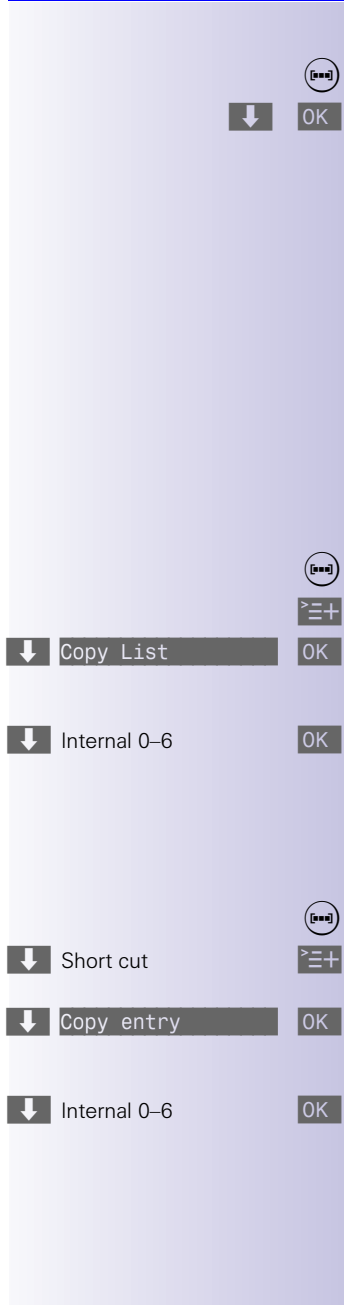 OK
Copy List OK
Internal 0–6 OK
Short cut
Copy entry OK
Internal 0–6 OK